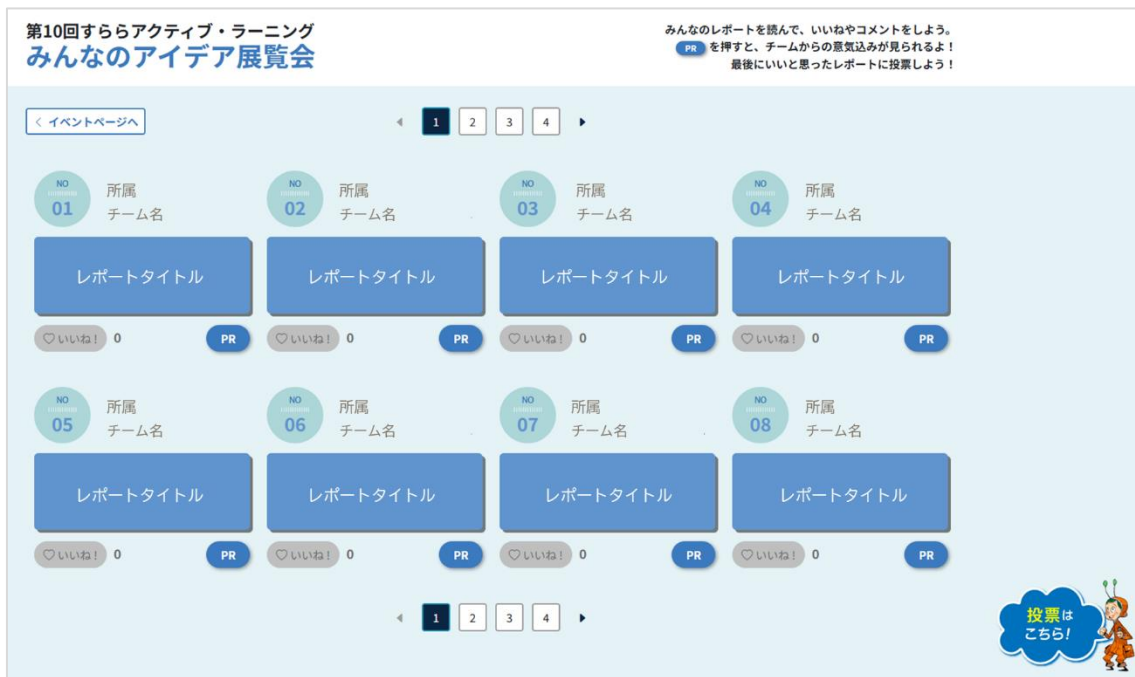 第10回すららアクティブ・ラーニング
みんなのアイデア展覧会
みんなのレポートを読んで、いいねやコメントをしよう。
PR を押すと、チームからの意気込みが見られるよ！
最後にいいと思ったレポートに投票しよう！
イベントページへ
1 2 3 4
NO 01 所属 チーム名
NO 02 所属 チーム名
NO 03 所属 チーム名
NO 04 所属 チーム名
レポートタイトル レポートタイトル レポートタイトル レポートタイトル
いいね！ 0 PR いいね！ 0 PR いいね！ 0 PR いいね！ 0 PR
NO 05 所属 チーム名
NO 06 所属 チーム名
NO 07 所属 チーム名
NO 08 所属 チーム名
レポートタイトル レポートタイトル レポートタイトル レポートタイトル
いいね！ 0 PR いいね！ 0 PR いいね！ 0 PR いいね！ 0 PR
1 2 3 4
投票は
こちら！